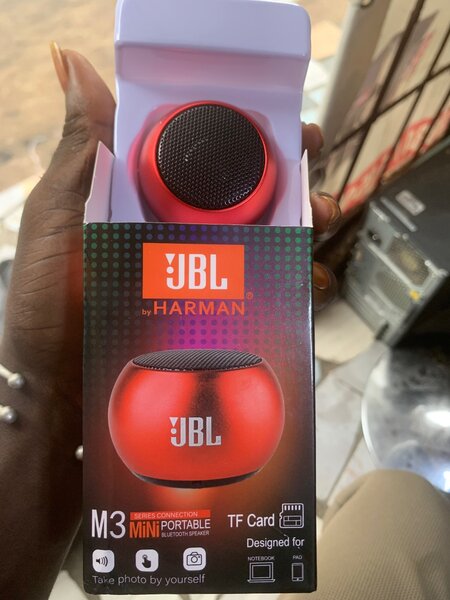 JBL
by HARMAN®
JBL
M3
SERIES CONNECTION
MiNi PORTABLE
BLUETOOTH SPEAKER
TF Card
Designed for
NOTEBOOK
PAD
Take photo by yourself